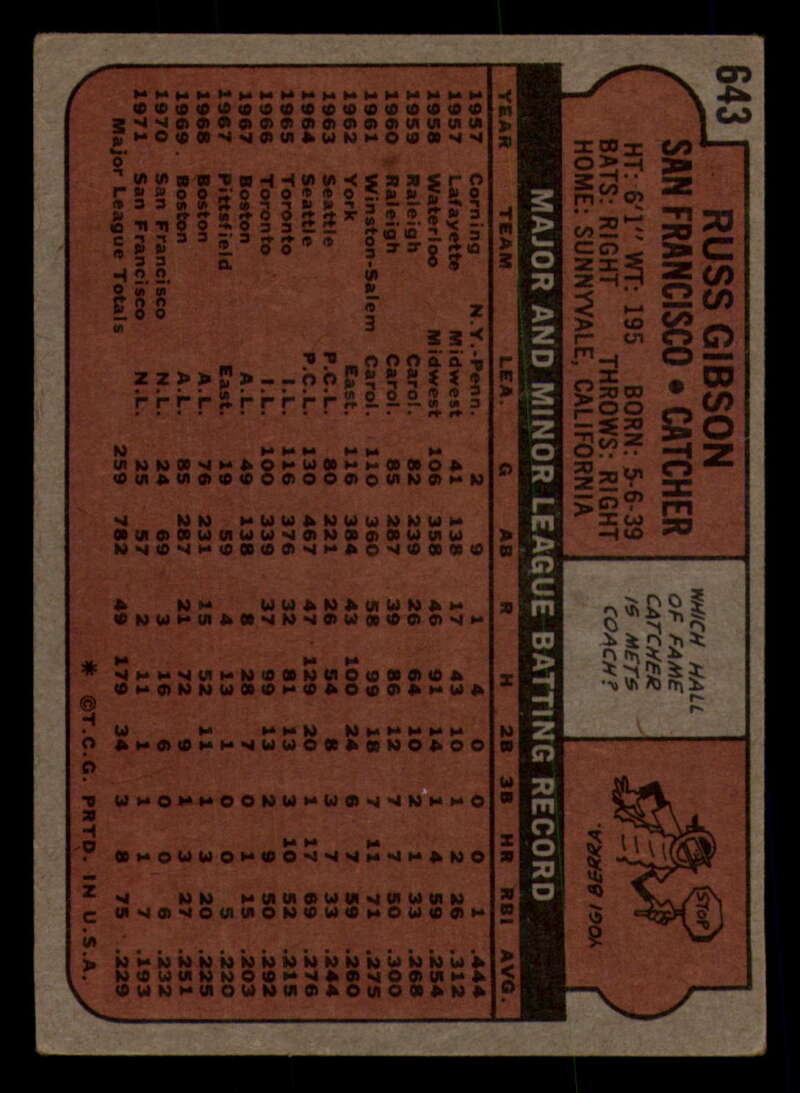 643
RUSS GIBSON
SAN FRANCISCO • CATCHER
HT: 6'1" WT: 195 BORN: 5-6-39
BATS: RIGHT THROWS: RIGHT
HOME: SUNNYVALE, CALIFORNIA
WHICH HALL
OF FAME
CATCHER
IS METS
COACH?
STOP
YOGI BERRA.
MAJOR AND MINOR LEAGUE BATTING RECORD
YEAR TEAM LEA. G AB R H 2B 3B HR RBI AVG.
1957 Corning N.Y.-Penn. 2 9 1 4 0 0 0 1 .444
1957 Lafayette Midwest 41 138 17 43 10 1 2 26 .312
1958 Waterloo Midwest 106 358 46 91 14 1 4 59 .254
1959 Raleigh Carol. 82 239 26 64 10 2 1 33 .268
1960 Raleigh Carol. 85 287 39 86 12 7 7 50 .300
1961 Winston-Salem Carol. 110 360 58 99 18 7 11 71 .275
1962 York East. 116 384 43 100 24 6 7 59 .260
1963 Seattle P.C.L. 80 221 26 54 8 3 7 33 .244
1964 Seattle P.C.L. 130 467 47 129 20 1 17 69 .276
1965 Toronto I.L. 116 376 32 81 13 3 10 52 .215
1966 Toronto I.L. 100 339 37 99 13 2 9 50 .292
1967 Boston A.L. 49 138 8 28 7 0 1 15 .203
1967 Pittsfield East. 19 59 4 13 1 0 0 5 .220
1968 Boston A.L. 76 231 15 52 11 1 3 20 .225
1969 Boston A.L. 85 287 21 72 9 1 3 27 .251
1970 San Francisco N.L. 24 69 3 16 6 0 0 6 .232
1971 San Francisco N.L. 25 57 2 11 1 1 1 7 .193
Major League Totals 259 782 49 179 34 3 8 75 .229
* ©T.C.G. PRTD. IN U.S.A.